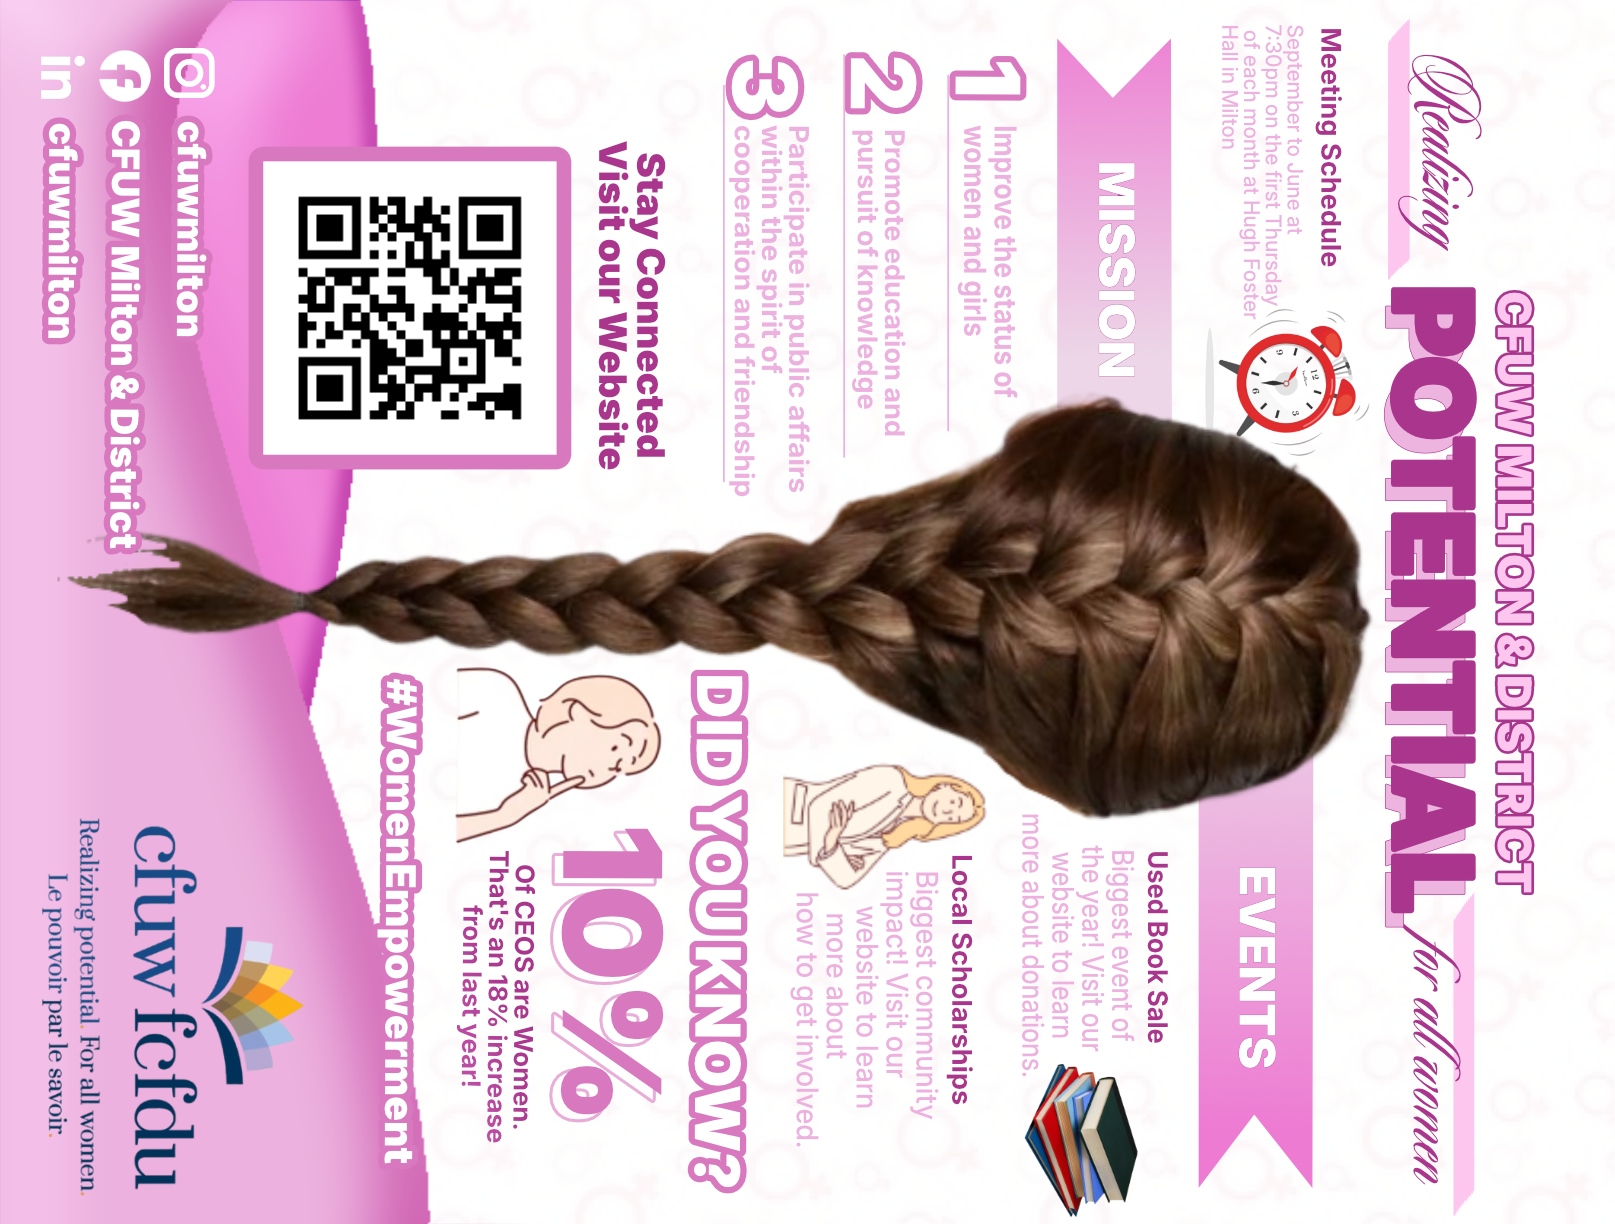 CFUW MILTON & DISTRICT
Realizing
POTENTIAL
for all women
Meeting Schedule
September to June at
7:30pm on the first Thursday
of each month at Hugh Foster
Hall in Milton
MISSION
1
Improve the status of
women and girls
2
Promote education and
pursuit of knowledge
3
Participate in public affairs
within the spirit of
cooperation and friendship
Stay Connected
Visit our Website
cfuwmilton
CFUW Milton & District
in cfuwmilton
EVENTS
Used Book Sale
Biggest event of
the year! Visit our
website to learn
more about donations.
Local Scholarships
Biggest community
impact! Visit our
website to learn
more about
how to get involved.
DID YOU KNOW?
10%
Of CEOS are Women.
That's an 18% increase
from last year!
#WomenEmpowerment
cfuw fcfdu
Realizing potential. For all women.
Le pouvoir par le savoir.